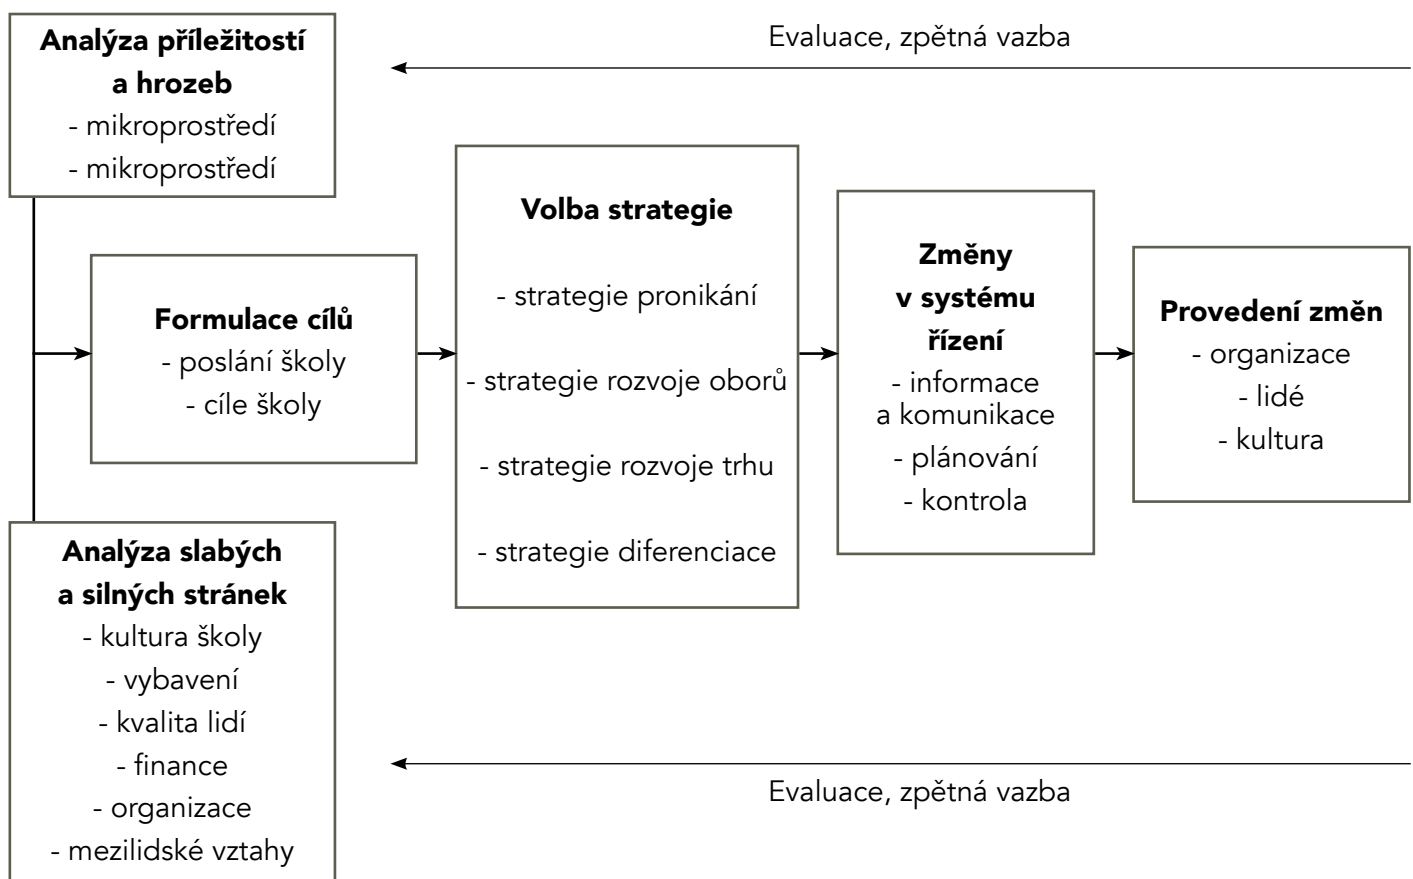 Analýza příležitostí
a hrozeb
- mikroprostředí
- mikroprostředí
Evaluace, zpětná vazba
Formulace cílů
- poslání školy
- cíle školy
Volba strategie
- strategie pronikání
- strategie rozvoje oborů
- strategie rozvoje trhu
- strategie diferenciace
Změny
v systému
řízení
- informace
a komunikace
- plánování
- kontrola
Provedení změn
- organizace
- lidé
- kultura
Analýza slabých
a silných stránek
- kultura školy
- vybavení
- kvalita lidí
- finance
- organizace
- mezilidské vztahy
Evaluace, zpětná vazba